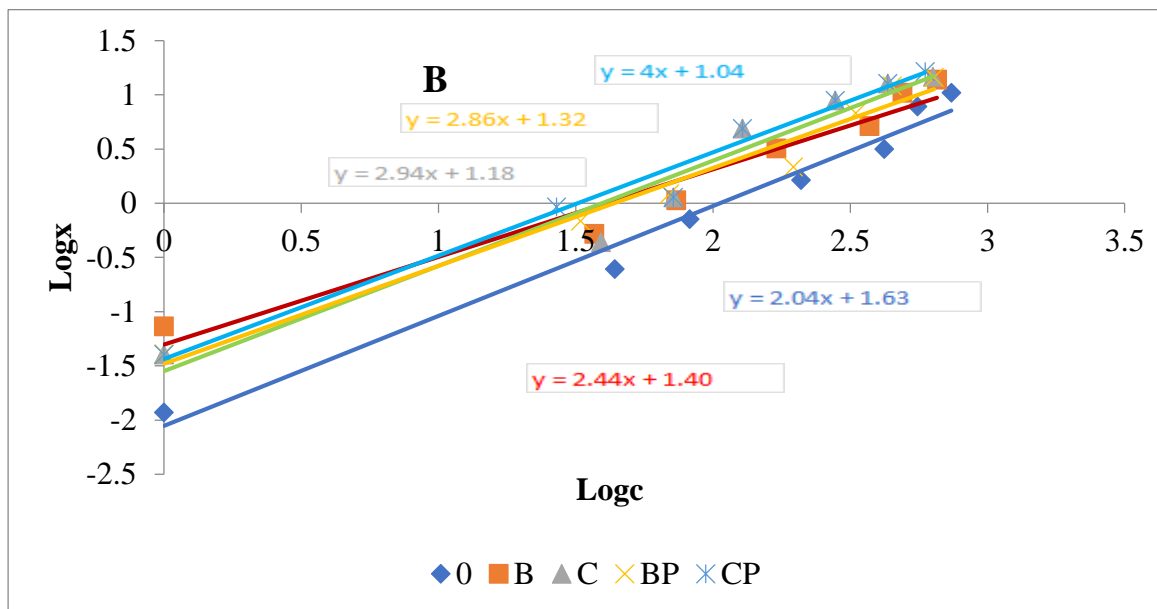 B
y = 4x + 1.04
y = 2.86x + 1.32
y = 2.94x + 1.18
y = 2.04x + 1.63
y = 2.44x + 1.40
1.5
1
0.5
0
-0.5
-1
-1.5
-2
-2.5
0 0.5 1 1.5 2 2.5 3 3.5
Logx
Logc
0 B C BP CP